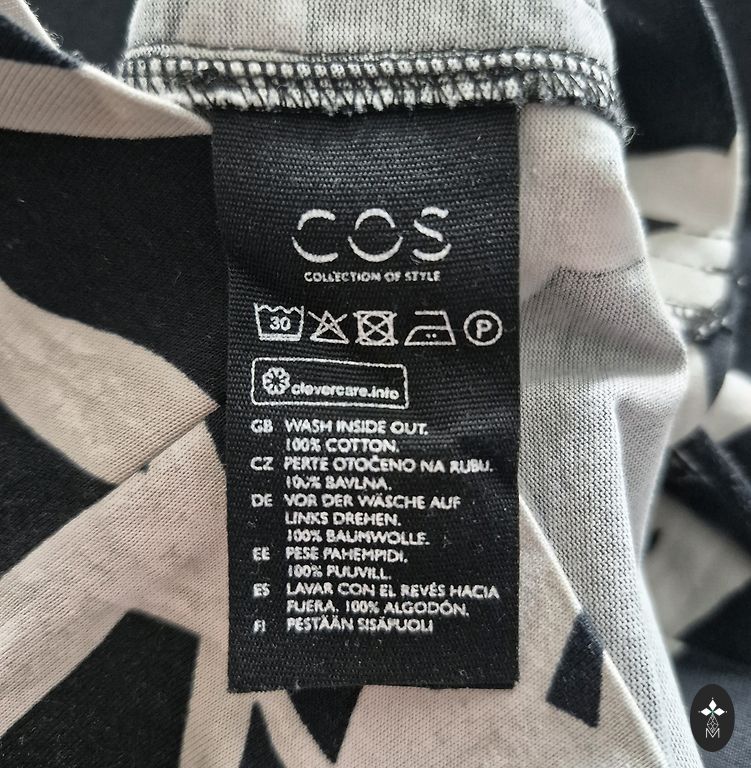 COS
COLLECTION OF STYLE
30
P
clevercare.info
GB WASH INSIDE OUT.
100% COTTON.
CZ PERTE OTOČENO NA RUBU.
100% BAVLNA.
DE VOR DER WÄSCHE AUF
LINKS DREHEN.
100% BAUMWOLLE.
EE PESE PAHEMPIDI.
100% PUUVILL.
ES LAVAR CON EL REVÉS HACIA
FUERA. 100% ALGODÓN.
FI PESTÄÄN SISÄPUOLI
M